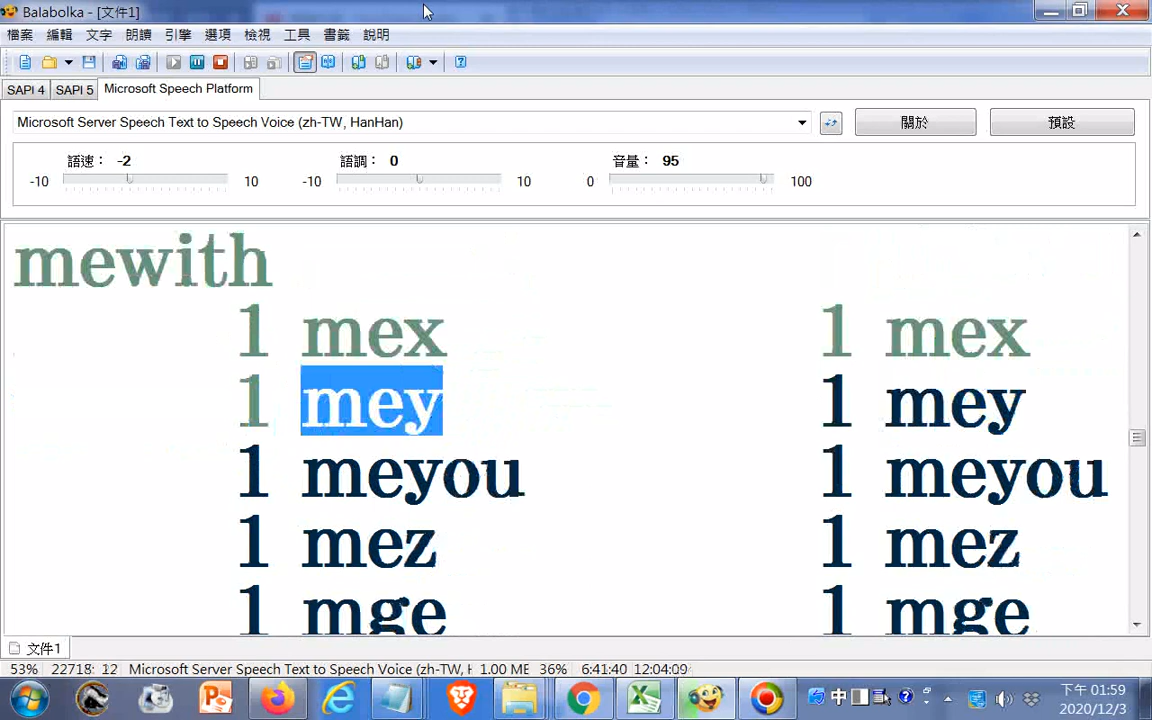 Balabolka - [文件1]
檔案 編輯 文字 朗讀 引擎 選項 檢視 工具 書籤 說明
SAPI 4 SAPI 5 Microsoft Speech Platform
Microsoft Server Speech Text to Speech Voice (zh-TW, HanHan) 關於 預設
語速： -2 語調： 0 音量： 95
-10 10 -10 10 0 100
mewith
1 mex 1 mex
1 mey 1 mey
1 meyou 1 meyou
1 mez 1 mez
1 mge 1 mge
文件1
53% 22718: 12 Microsoft Server Speech Text to Speech Voice (zh-TW, 1.00 ME 36% 6:41:40 12:04:09
中 下午 01:59
2020/12/3